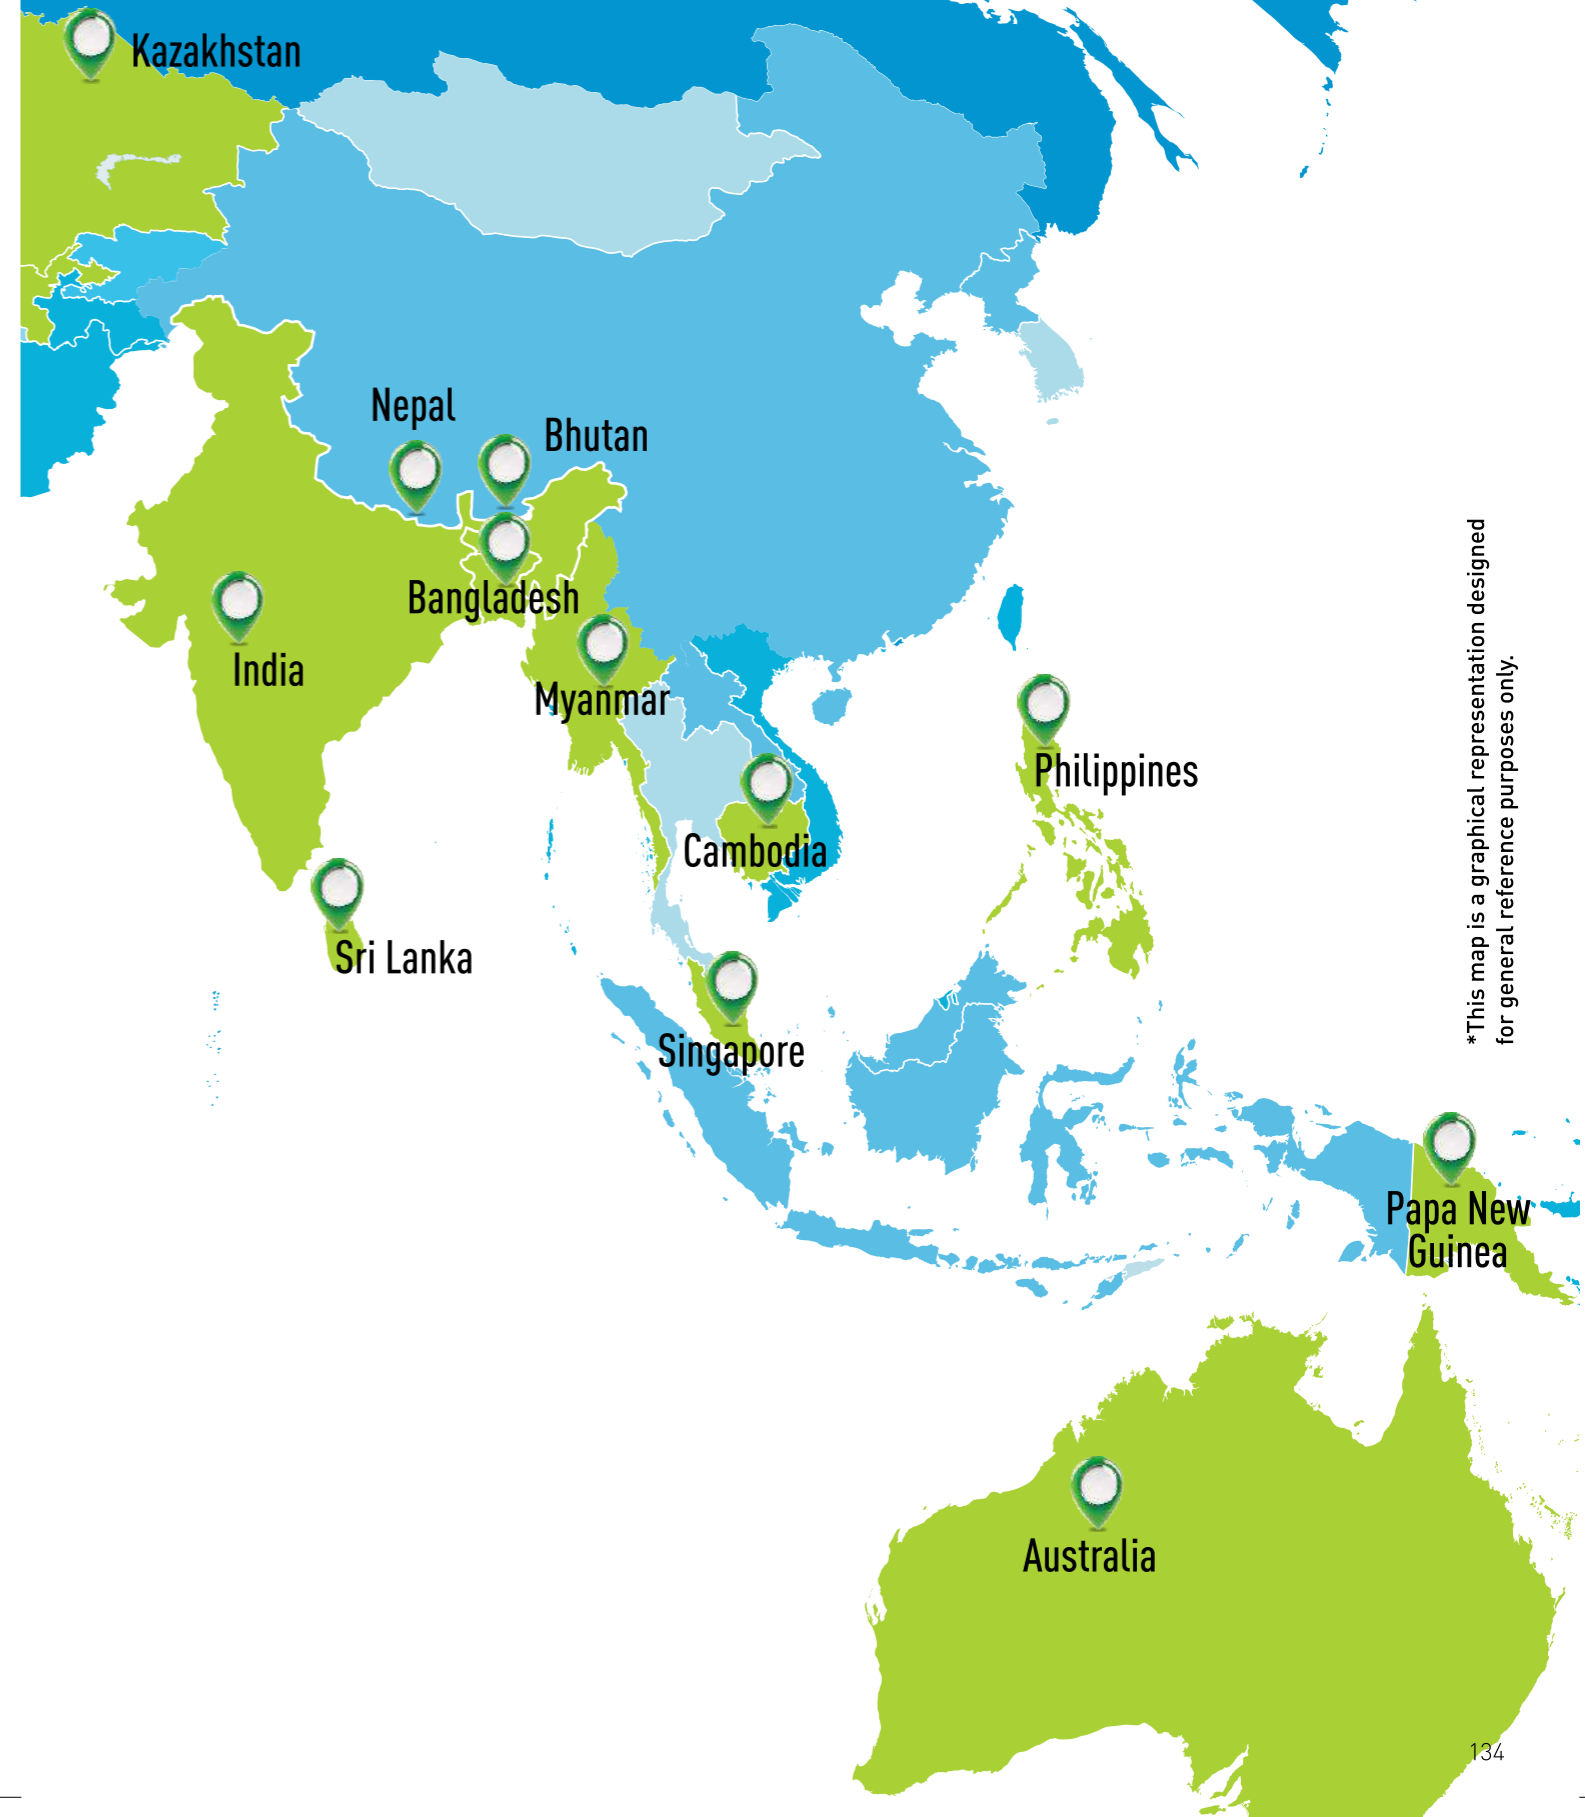 Kazakhstan
Nepal
Bhutan
Bangladesh
India
Myanmar
Philippines
Cambodia
Sri Lanka
Singapore
Papa New
Guinea
Australia
*This map is a graphical representation designed
for general reference purposes only.
134